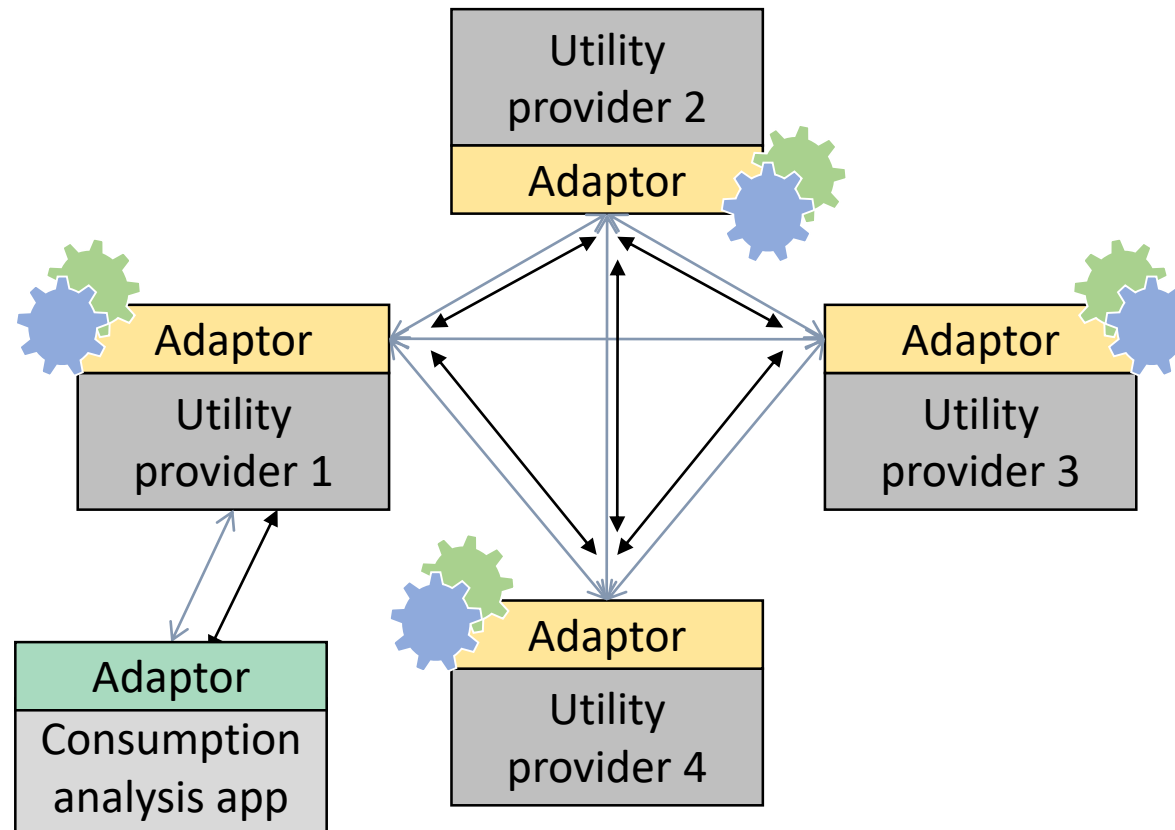 Utility
provider 2
Adaptor
Adaptor
Utility
provider 1
Adaptor
Utility
provider 3
Adaptor
Utility
provider 4
Adaptor
Consumption
analysis app